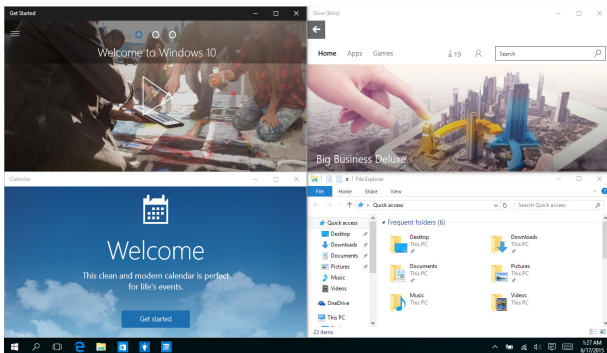 Get Started
Welcome to Windows 10
Store (Beta)
Home Apps Games
19
Search
Big Business Deluxe
Calendar
Welcome
This clean and modern calendar is perfect
for life's events.
Get started
File Explorer
File Home Share View
Quick access
Search Quick access
Quick access
Desktop
Downloads
Documents
Pictures
Music
Videos
OneDrive
This PC
Frequent folders (6)
Desktop
This PC
Downloads
This PC
Documents
This PC
Pictures
This PC
Music
This PC
Videos
This PC
22 items
1:27 AM
6/17/2015